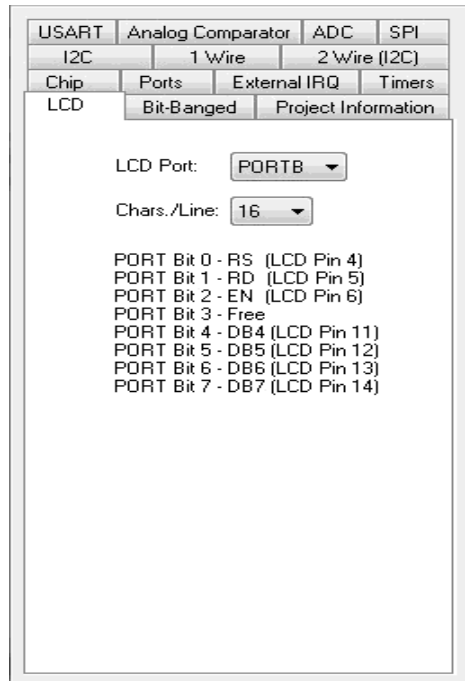 USART Analog Comparator ADC SPI
I2C 1 Wire 2 Wire (I2C)
Chip Ports External IRQ Timers
LCD Bit-Banged Project Information
LCD Port: PORTB
Chars./Line: 16
PORT Bit 0 - RS (LCD Pin 4)
PORT Bit 1 - RD (LCD Pin 5)
PORT Bit 2 - EN (LCD Pin 6)
PORT Bit 3 - Free
PORT Bit 4 - DB4 (LCD Pin 11)
PORT Bit 5 - DB5 (LCD Pin 12)
PORT Bit 6 - DB6 (LCD Pin 13)
PORT Bit 7 - DB7 (LCD Pin 14)